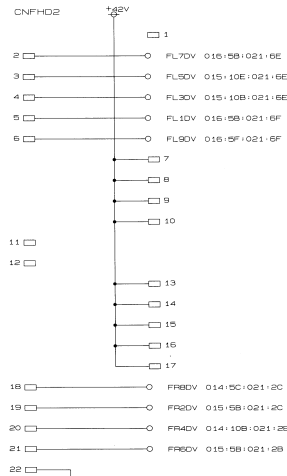 CNFHD2
+42V
1
2 FL7DV 016:5B:021:6E
3 FL5DV 015:10E:021:6E
4 FL3DV 015:10B:021:6E
5 FL1DV 016:5B:021:6F
6 FL9DV 016:5F:021:6F
7
8
9
10
11
12
13
14
15
16
17
18 FR8DV 014:5C:021:2C
19 FR2DV 015:5B:021:2C
20 FR4DV 014:10B:021:2E
21 FR6DV 015:5B:021:2B
22